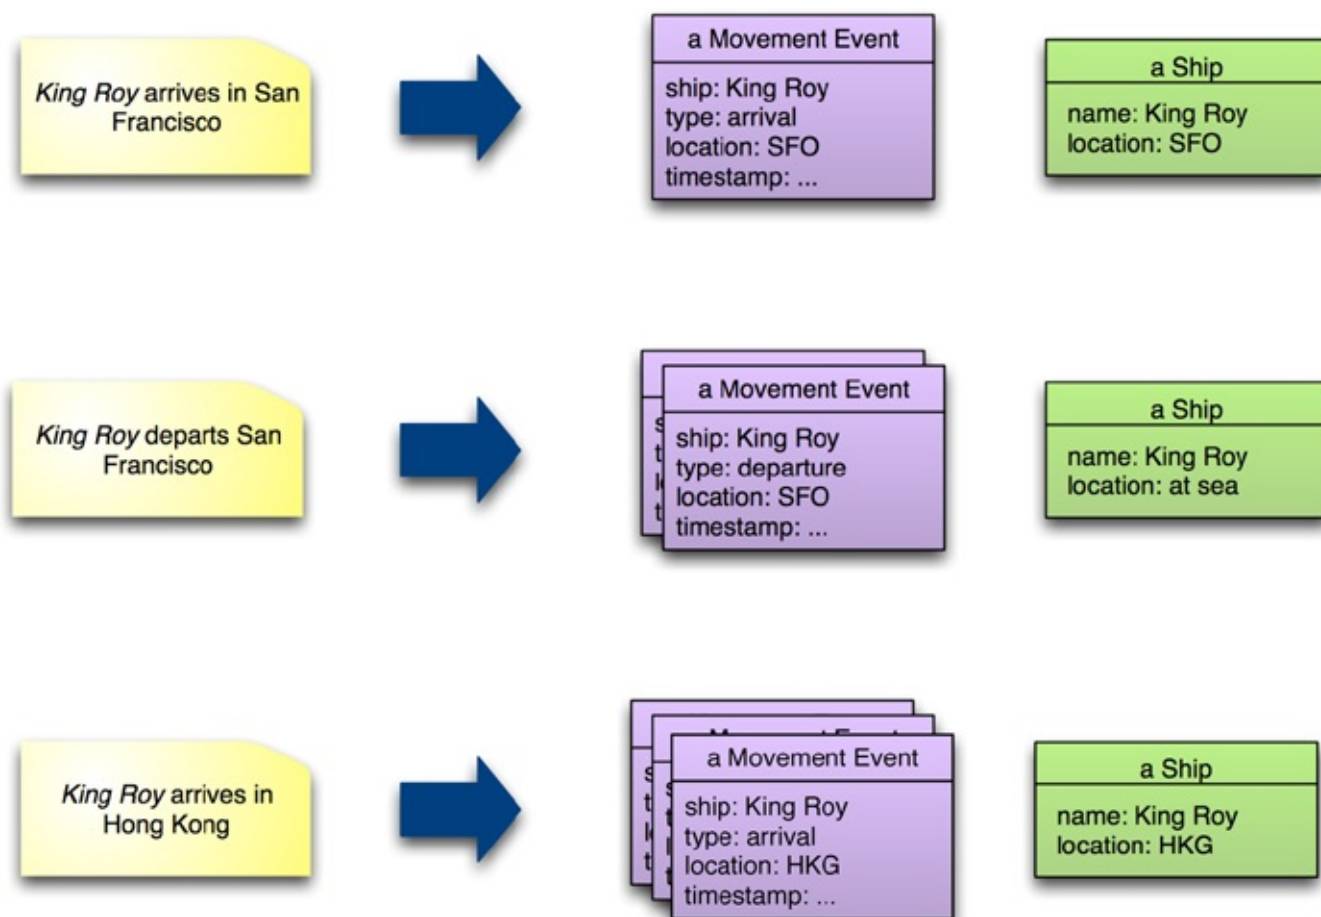 King Roy arrives in San
Francisco
a Movement Event
ship: King Roy
type: arrival
location: SFO
timestamp: ...
a Ship
name: King Roy
location: SFO
King Roy departs San
Francisco
a Movement Event
ship: King Roy
type: departure
location: SFO
timestamp: ...
a Ship
name: King Roy
location: at sea
King Roy arrives in
Hong Kong
a Movement Event
ship: King Roy
type: arrival
location: HKG
timestamp: ...
a Ship
name: King Roy
location: HKG